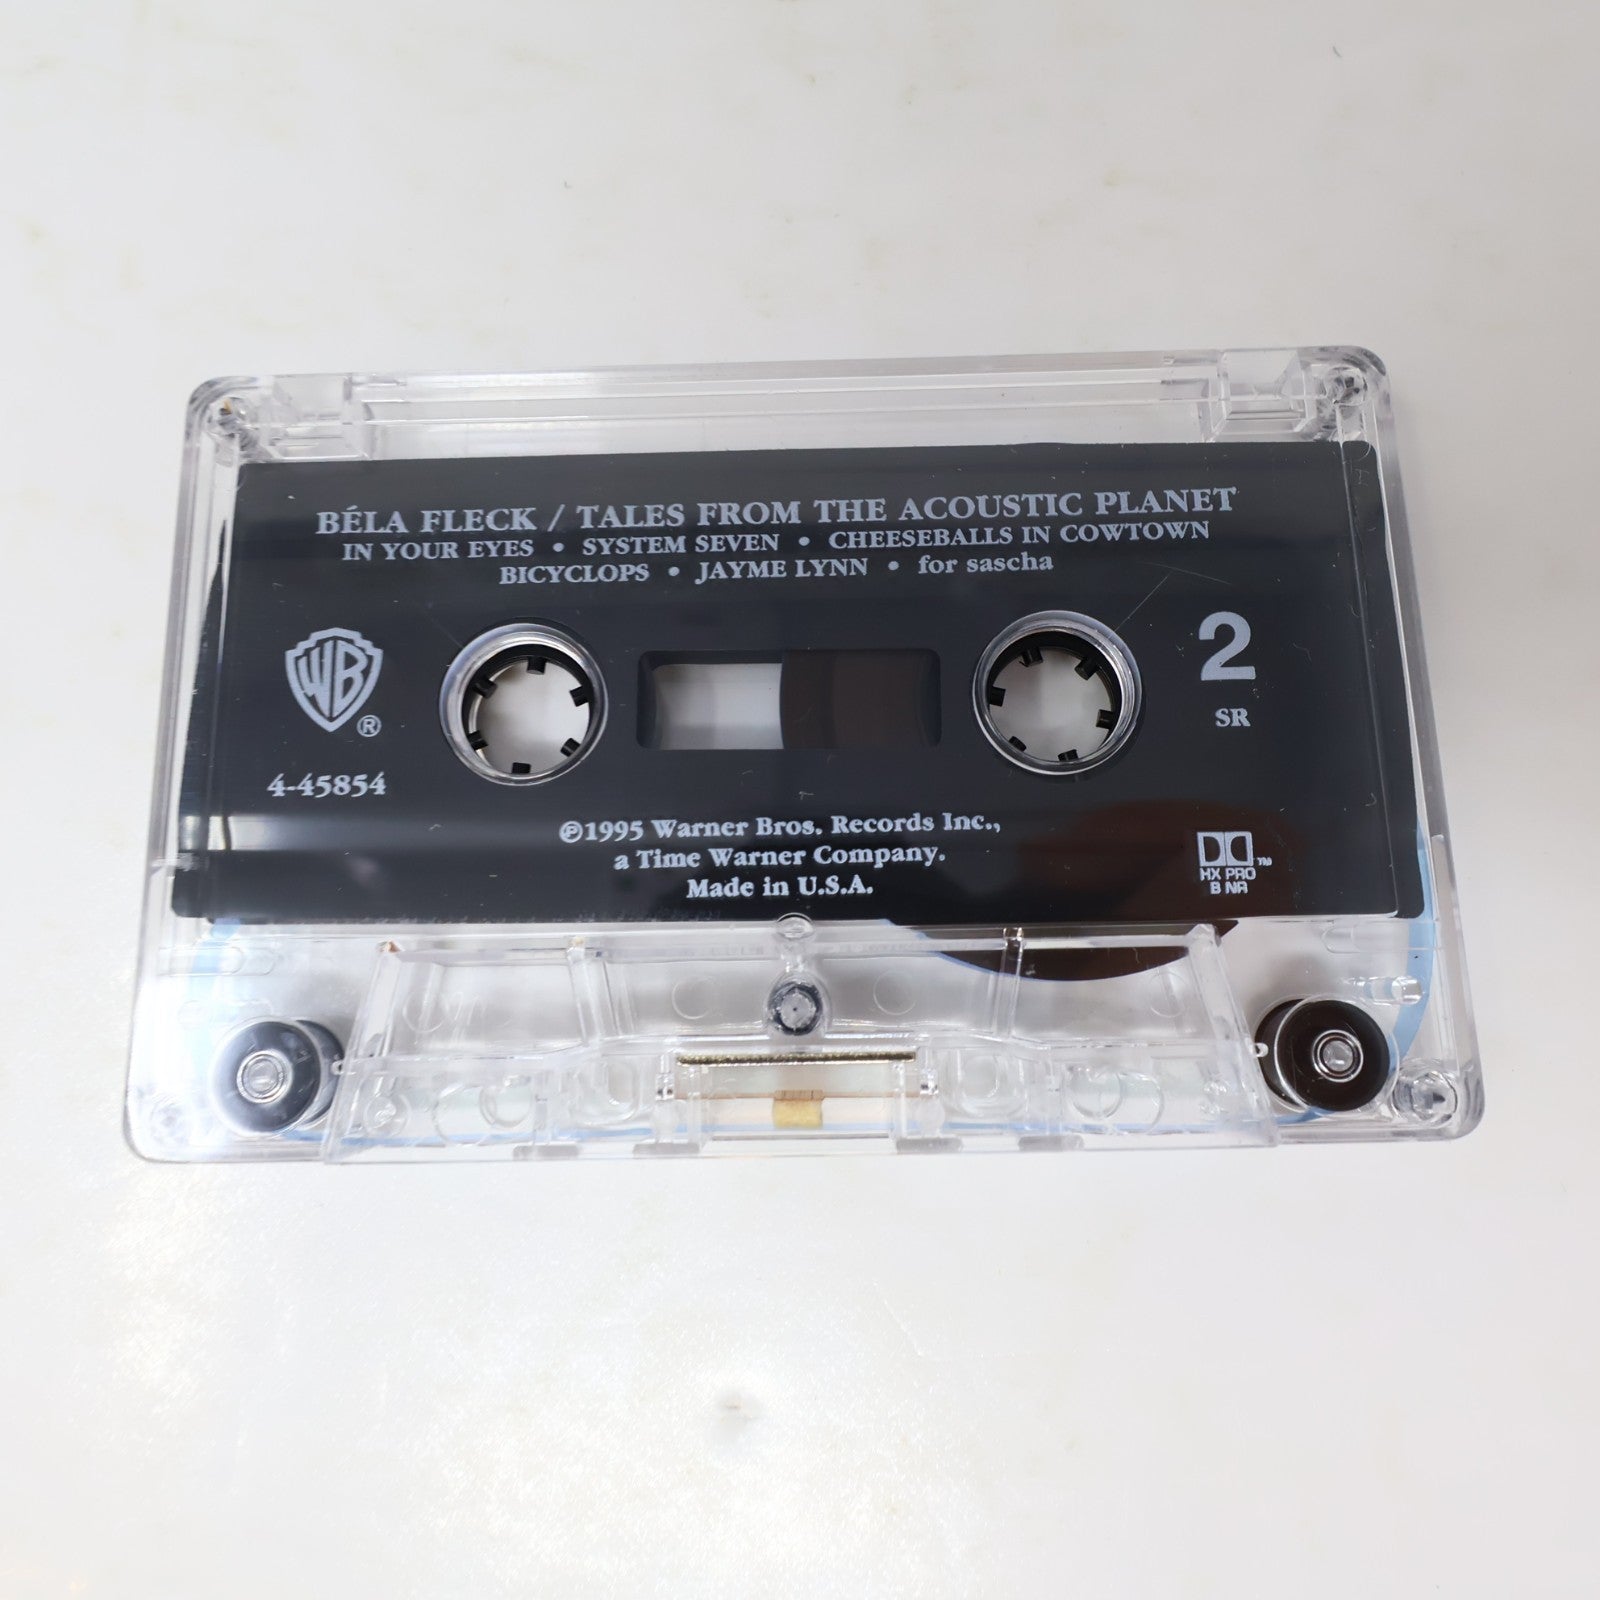 BÉLA FLECK / TALES FROM THE ACOUSTIC PLANET
IN YOUR EYES • SYSTEM SEVEN • CHEESEBALLS IN COWTOWN
BICYCLOPS • JAYME LYNN • for sascha
WB
®
4-45854
2
SR
℗1995 Warner Bros. Records Inc.,
a Time Warner Company.
Made in U.S.A.
™
HX PRO
B NR